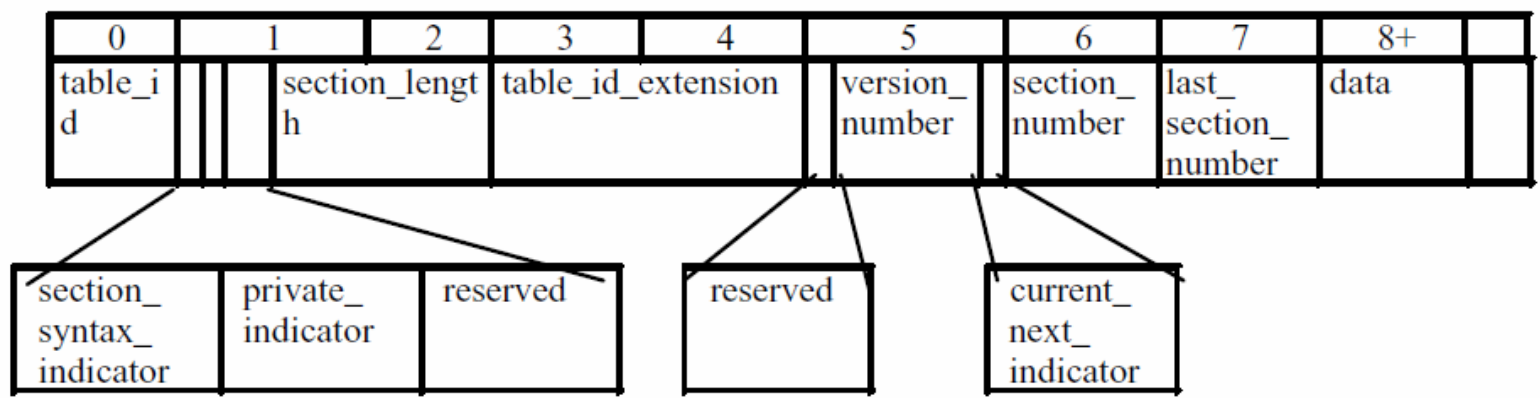 0 1 2 3 4 5 6 7 8+
table_i section_lengt table_id_extension version_ section_ last_ data
d h number number section_
number
section_ private_ reserved reserved current_
syntax_ indicator next_
indicator indicator